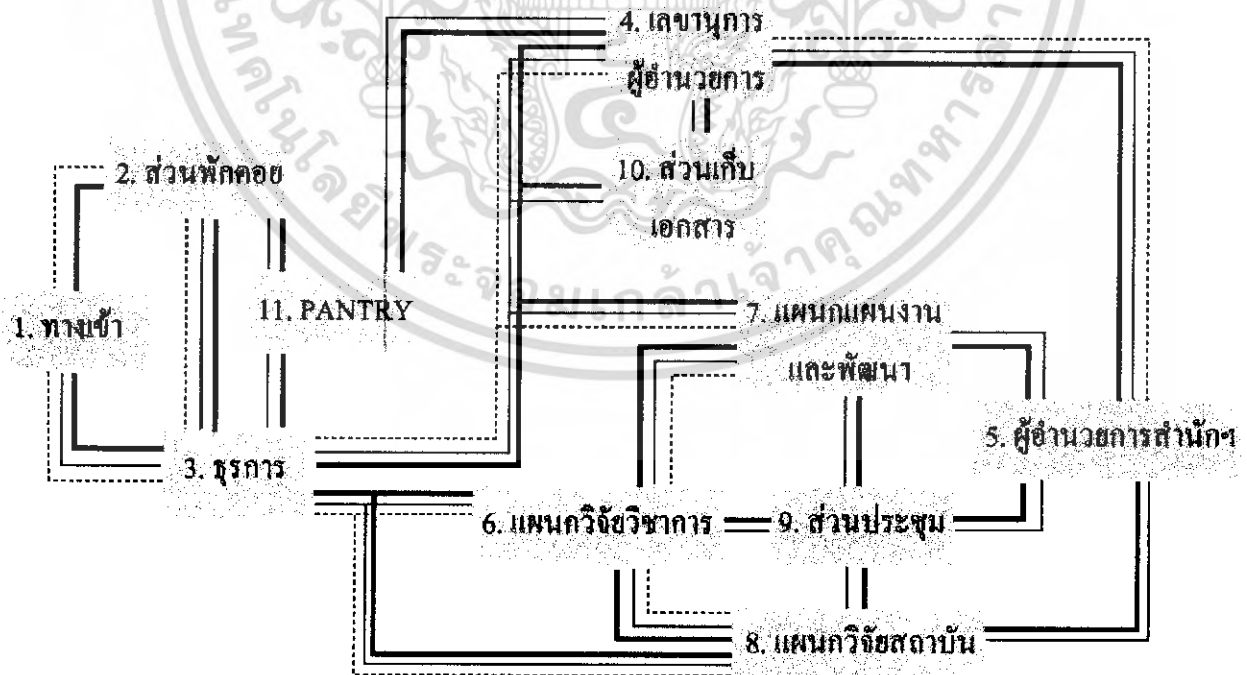 4. เลขานุการ
ผู้อำนวยการ
2. ส่วนพักคอย
10. ส่วนเก็บ
เอกสาร
1. ทางเข้า
11. PANTRY
7. แผนกแผนงาน
และพัฒนา
5. ผู้อำนวยการสำนักฯ
3. ธุรการ
6. แผนกวิจัยวิชาการ
9. ส่วนประชุม
8. แผนกวิจัยสถาบัน